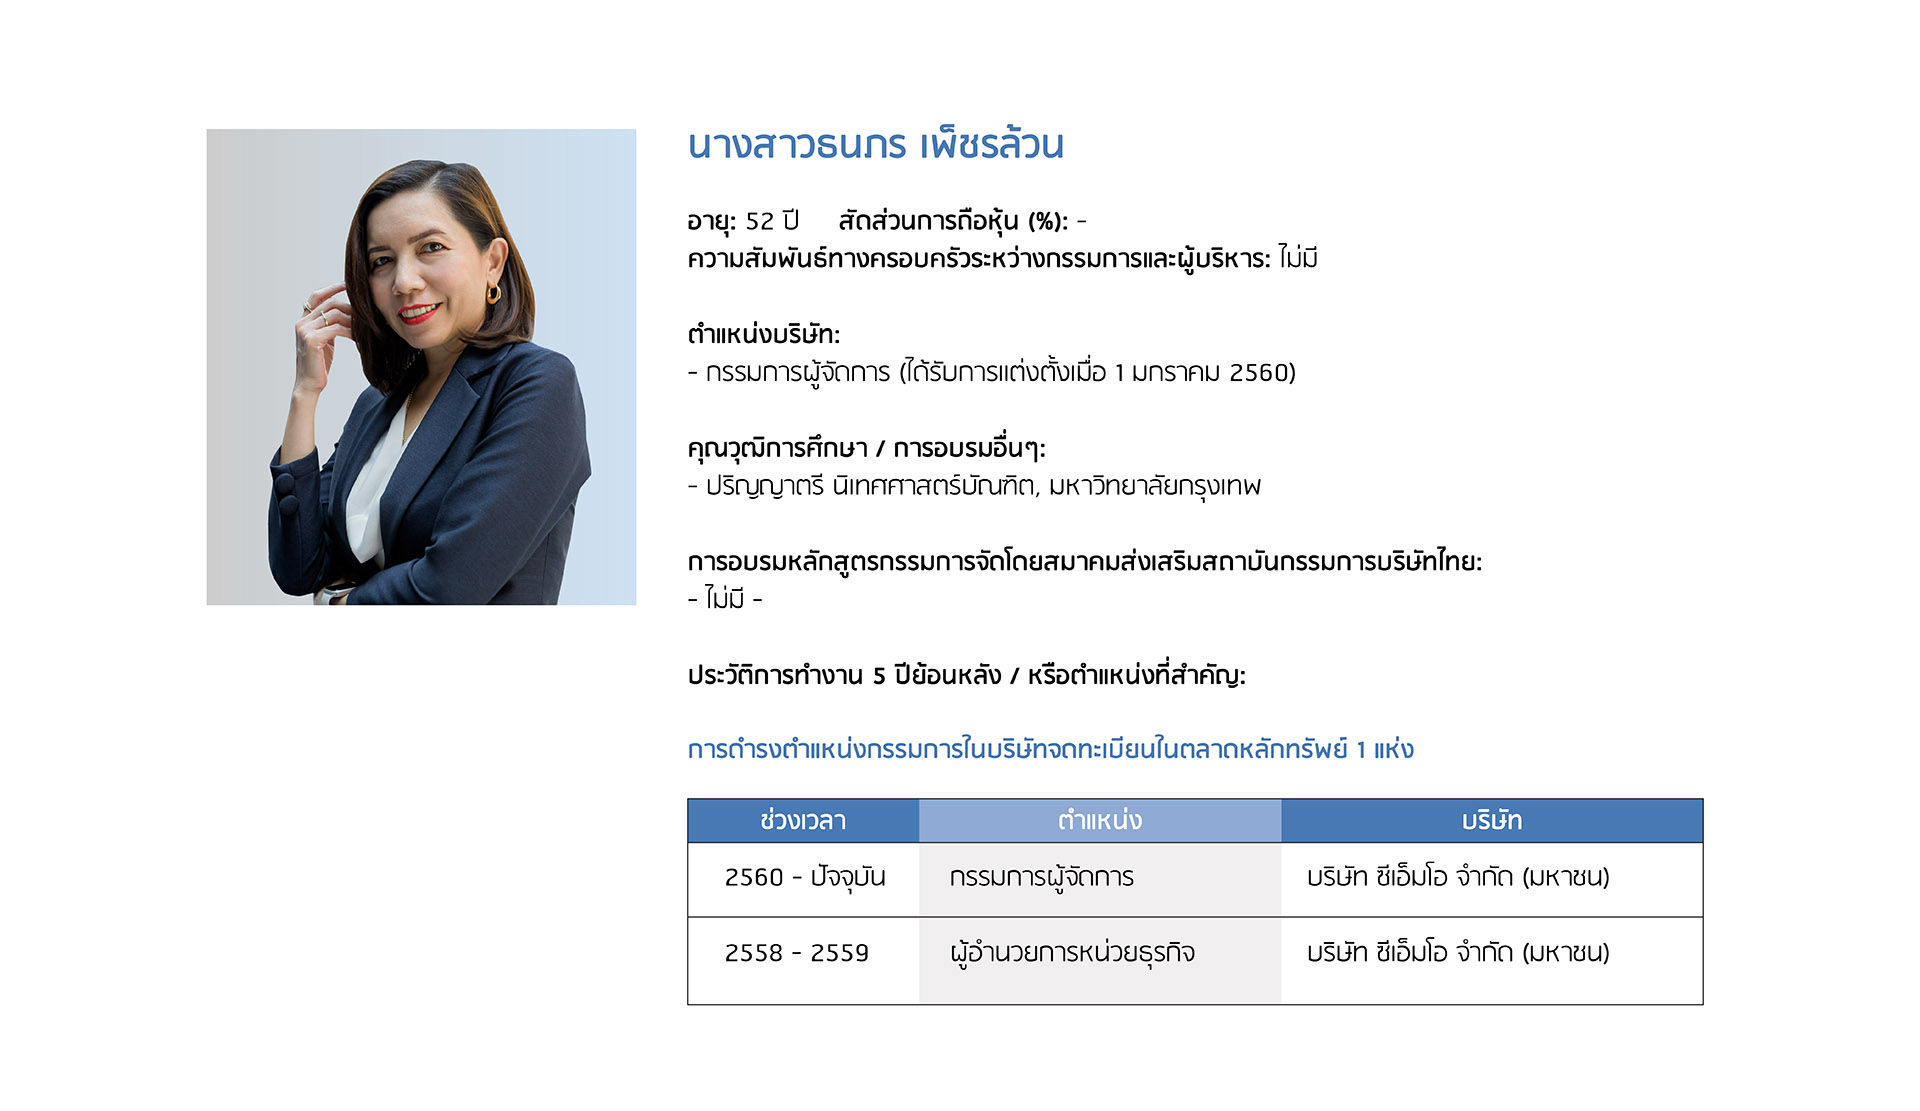 นางสาวธนภร เพ็ชรล้วน
อายุ: 52 ปี สัดส่วนการถือหุ้น (%): -
ความสัมพันธ์ทางครอบครัวระหว่างกรรมการและผู้บริหาร: ไม่มี
ตำแหน่งบริษัท:
- กรรมการผู้จัดการ (ได้รับการแต่งตั้งเมื่อ 1 มกราคม 2560)
คุณวุฒิการศึกษา / การอบรมอื่นๆ:
- ปริญญาตรี นิเทศศาสตร์บัณฑิต, มหาวิทยาลัยกรุงเทพ
การอบรมหลักสูตรกรรมการจัดโดยสมาคมส่งเสริมสถาบันกรรมการบริษัทไทย:
- ไม่มี -
ประวัติการทำงาน 5 ปีย้อนหลัง / หรือตำแหน่งที่สำคัญ:
การดำรงตำแหน่งกรรมการในบริษัทจดทะเบียนในตลาดหลักทรัพย์ 1 แห่ง
ช่วงเวลา ตำแหน่ง บริษัท
2560 - ปัจจุบัน กรรมการผู้จัดการ บริษัท ซีเอ็มโอ จำกัด (มหาชน)
2558 - 2559 ผู้อำนวยการหน่วยธุรกิจ บริษัท ซีเอ็มโอ จำกัด (มหาชน)